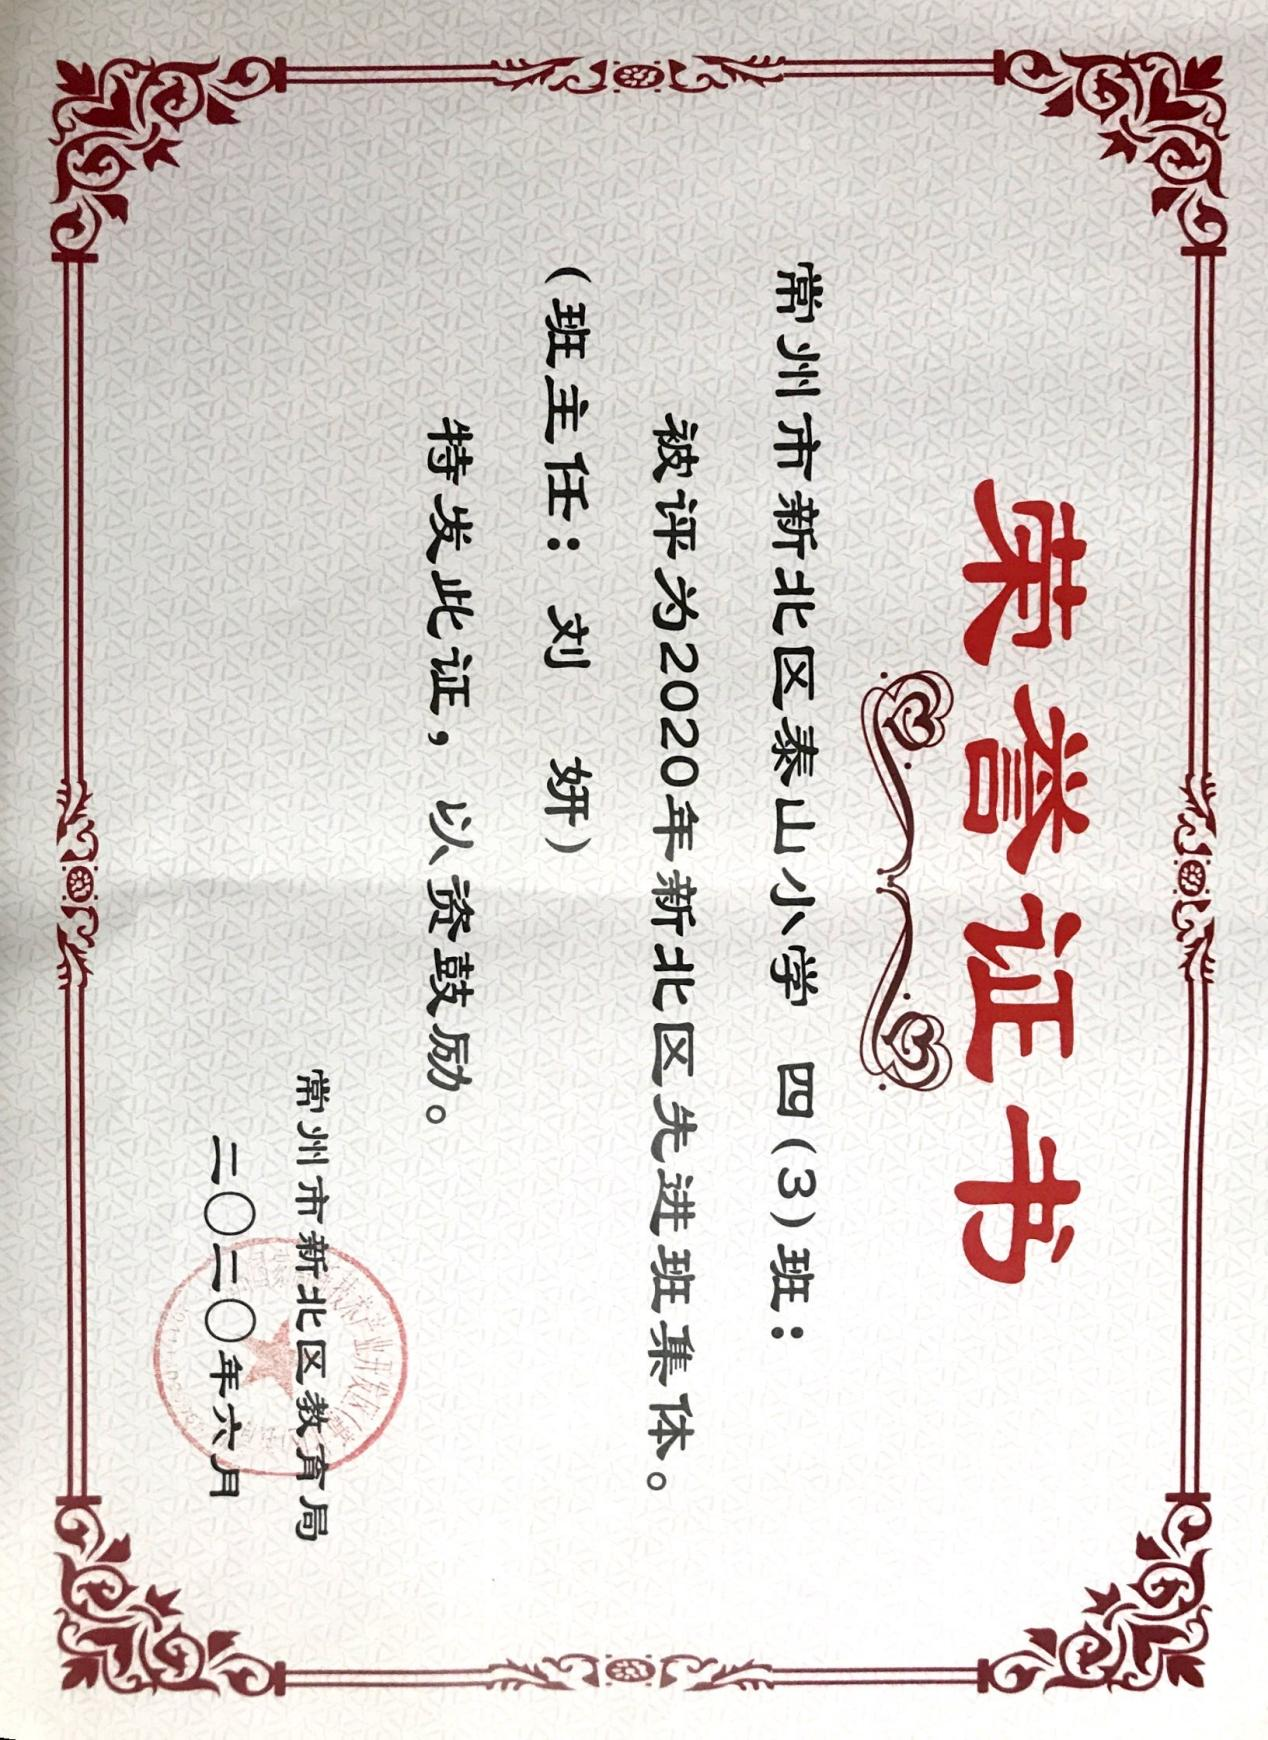 荣誉证书
常州市新北区泰山小学 四(3)班:
被评为2020年新北区先进班集体。
(班主任: 刘 妍)
特发此证,以资鼓励。
常州市新北区教育局
二〇二〇年六月